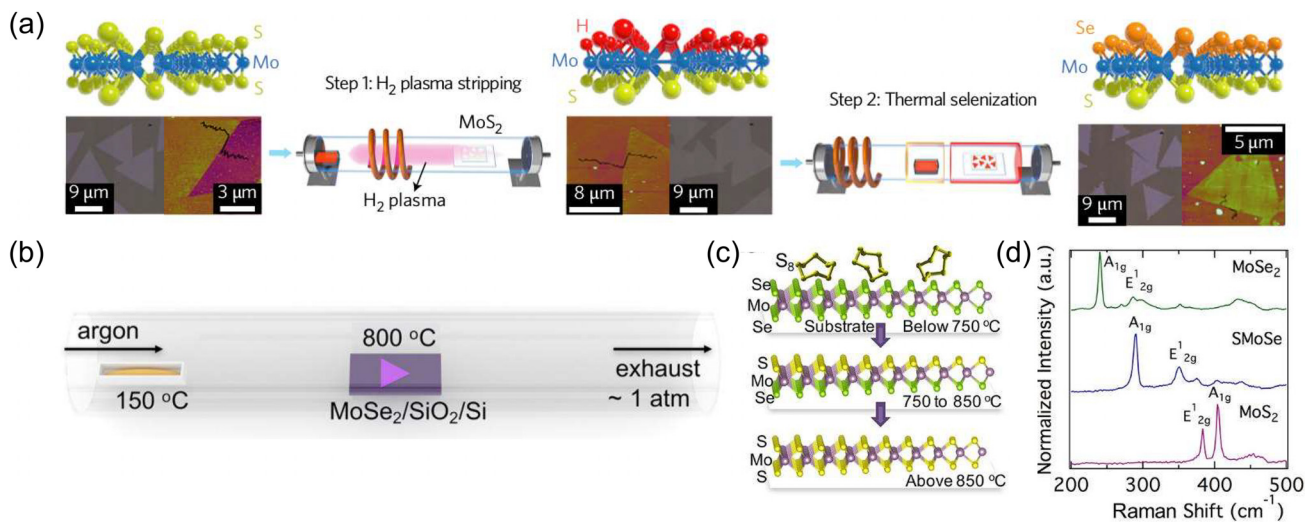 (a)
S
Mo
S
Step 1: H₂ plasma stripping
MoS₂
H₂ plasma
9 µm
3 µm
H
Mo
S
8 µm
9 µm
Step 2: Thermal selenization
Se
Mo
S
9 µm
5 µm
(b)
argon
150 °C
800 °C
MoSe₂/SiO₂/Si
exhaust
~ 1 atm
(c)
S₈
Se
Mo
Se
Substrate
Below 750 °C
S
Mo
Se
750 to 850 °C
S
Mo
S
Above 850 °C
(d)
Normalized Intensity (a.u.)
A₁g
E¹₂g
MoSe₂
A₁g
E¹₂g
SMoSe
E¹₂g
A₁g
MoS₂
200 300 400 500
Raman Shift (cm⁻¹)